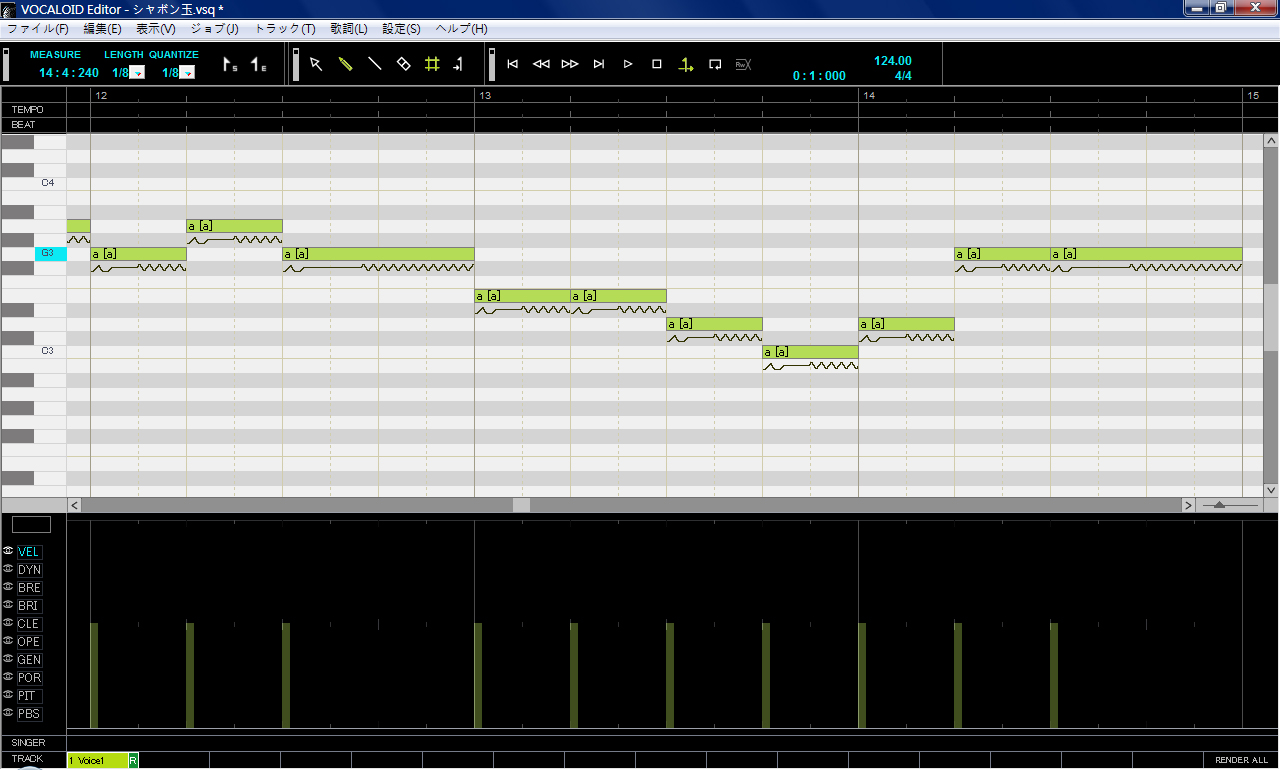 VOCALOID Editor - シャボン玉.vsq *
ファイル(F) 編集(E) 表示(V) ジョブ(J) トラック(T) 歌詞(L) 設定(S) ヘルプ(H)
MEASURE LENGTH QUANTIZE
14:4:240 1/8 1/8 S E RwX 0:1:000 124.00 4/4
12 13 14 15
TEMPO
BEAT
C4
a [a]
G3 a [a] a [a] a [a] a [a]
a [a] a [a]
a [a] a [a]
C3 a [a]
VEL
DYN
BRE
BRI
CLE
OPE
GEN
POR
PIT
PBS
SINGER
TRACK 1 Voice1 R RENDER ALL